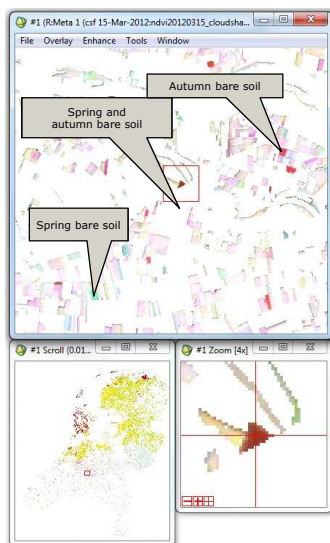 #1 (R:Meta 1 (csf 15-Mar-2012:ndvi20120315_cloudsha...
File Overlay Enhance Tools Window
Autumn bare soil
Spring and
autumn bare soil
Spring bare soil
#1 Scroll (0.01...
#1 Zoom [4x]